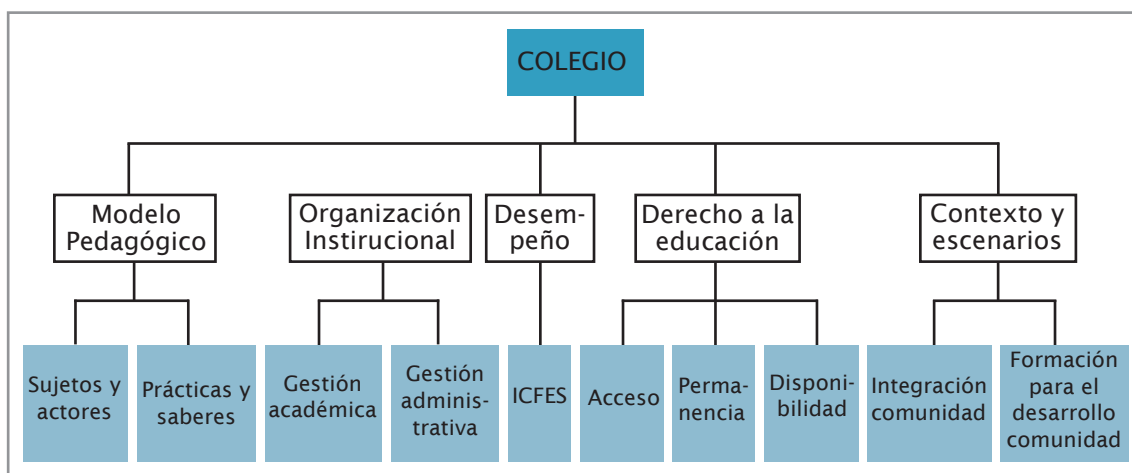 COLEGIO
Modelo
Pedagógico
Organización
Instirucional
Desem-
peño
Derecho a la
educación
Contexto y
escenarios
Sujetos y
actores
Prácticas y
saberes
Gestión
académica
Gestión
adminis-
trativa
ICFES
Acceso
Perma-
nencia
Disponi-
bilidad
Integración
comunidad
Formación
para el
desarrollo
comunidad